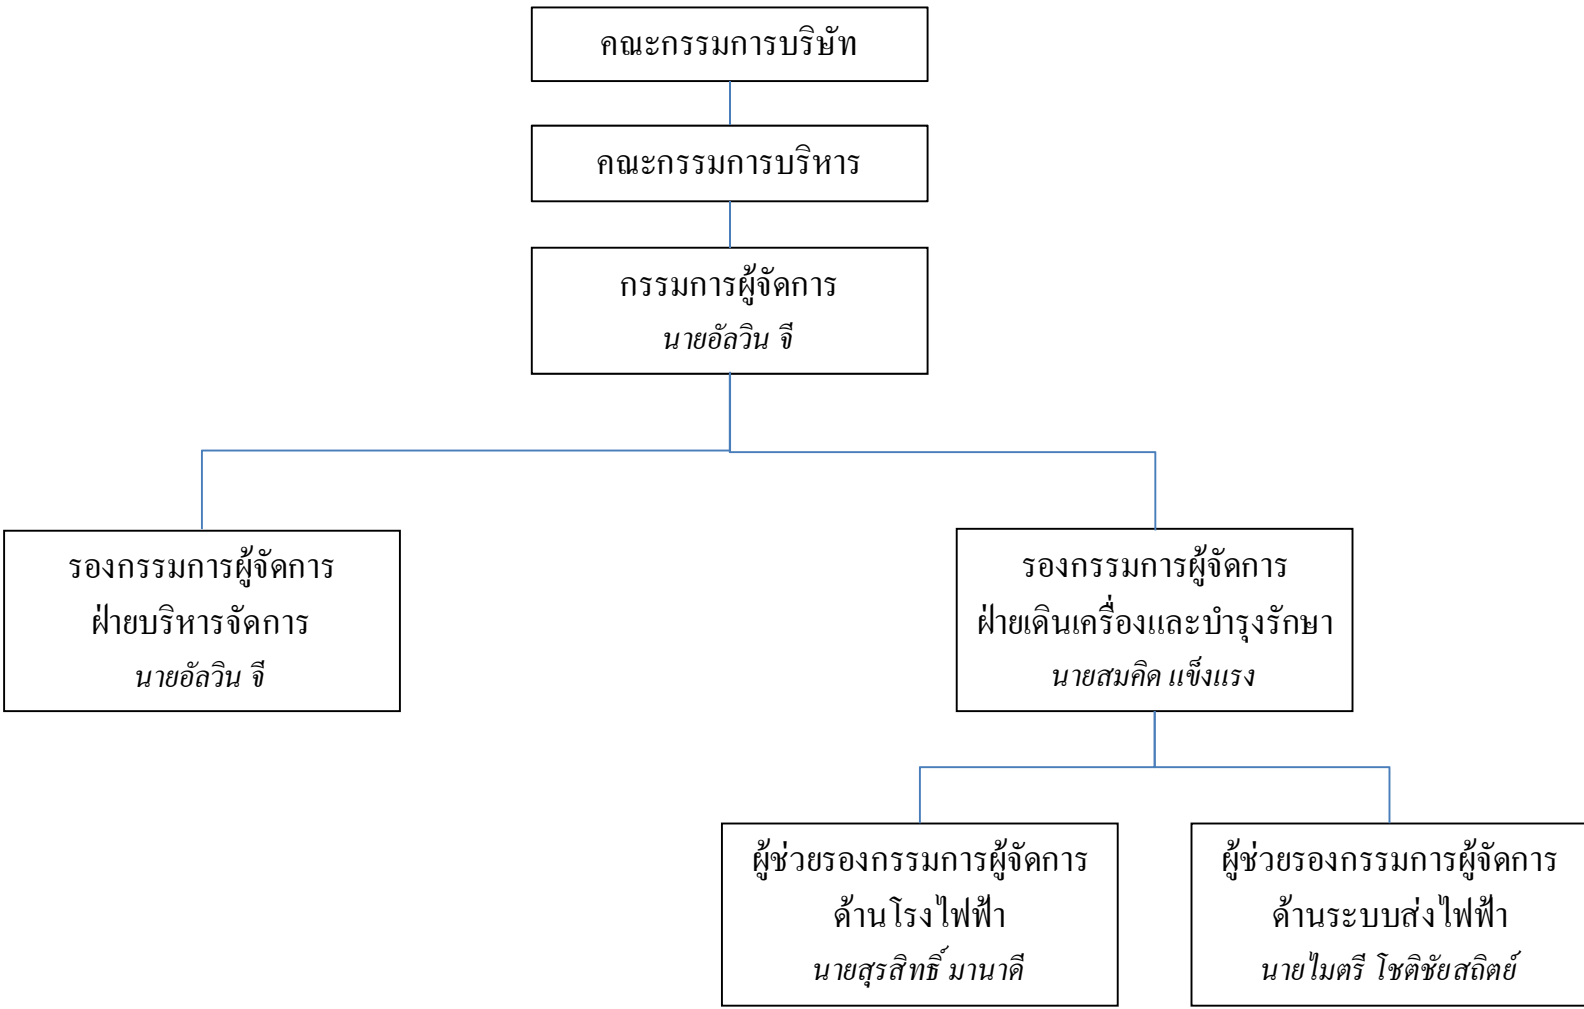 คณะกรรมการบริษัท
คณะกรรมการบริหาร
กรรมการผู้จัดการ
นายอัลวิน จี
รองกรรมการผู้จัดการ
ฝ่ายบริหารจัดการ
นายอัลวิน จี
รองกรรมการผู้จัดการ
ฝ่ายเดินเครื่องและบำรุงรักษา
นายสมคิด แข็งแรง
ผู้ช่วยรองกรรมการผู้จัดการ
ด้านโรงไฟฟ้า
นายสุรสิทธิ์ มานาดี
ผู้ช่วยรองกรรมการผู้จัดการ
ด้านระบบส่งไฟฟ้า
นายไมตรี โชติชัยสถิตย์